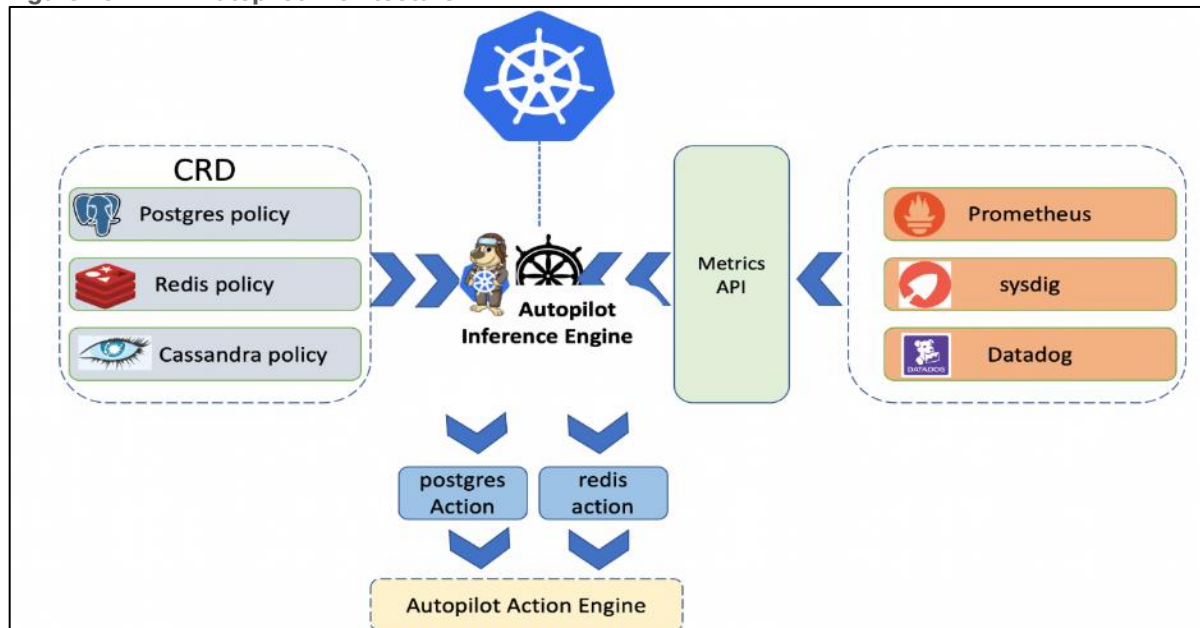 CRD
Postgres policy
Redis policy
Cassandra policy
Autopilot
Inference Engine
Metrics
API
Prometheus
sysdig
Datadog
DATADOG
postgres
Action
redis
action
Autopilot Action Engine